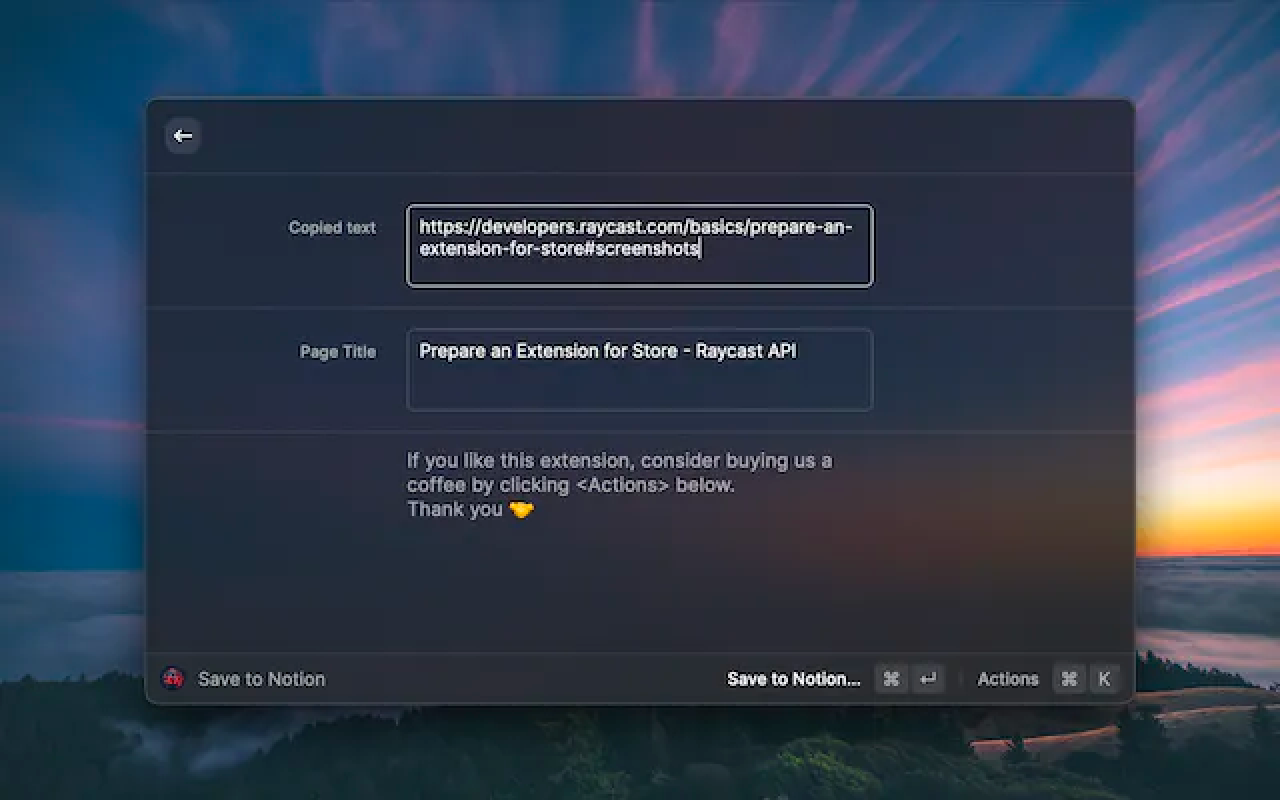 Copied text
https://developers.raycast.com/basics/prepare-an-
extension-for-store#screenshots
Page Title
Prepare an Extension for Store - Raycast API
If you like this extension, consider buying us a
coffee by clicking <Actions> below.
Thank you 🤝
Save to Notion
Save to Notion... ⌘ ↵ Actions ⌘ K